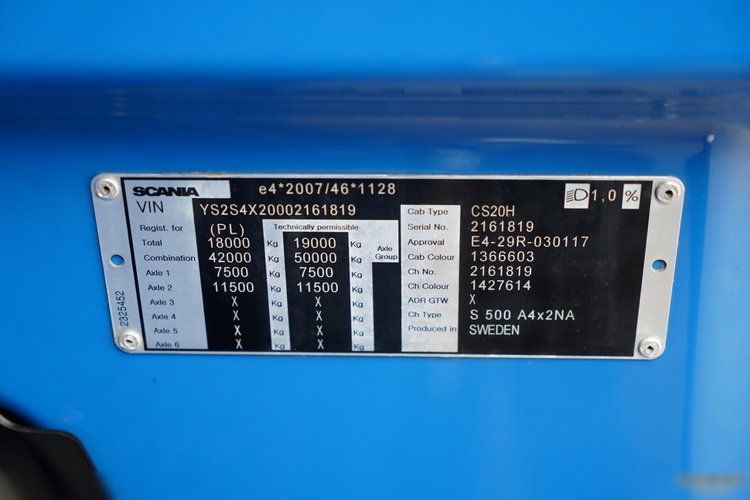 SCANIA e4*2007/46*1128 1,0 %
VIN YS2S4X20002161819
Regist. for (PL) Technically permissible
Total 18000 Kg 19000 Kg Axle Group
Combination 42000 Kg 50000 Kg
Axle 1 7500 Kg 7500 Kg
Axle 2 11500 Kg 11500 Kg
Axle 3 X Kg X Kg
Axle 4 X Kg X Kg
Axle 5 X Kg X Kg
Axle 6 X Kg X Kg
Cab Type CS20H
Serial No. 2161819
Approval E4-29R-030117
Cab Colour 1366603
Ch No. 2161819
Ch Colour 1427614
ADR GTW X
Ch Type S 500 A4x2NA
Produced in SWEDEN
2325452